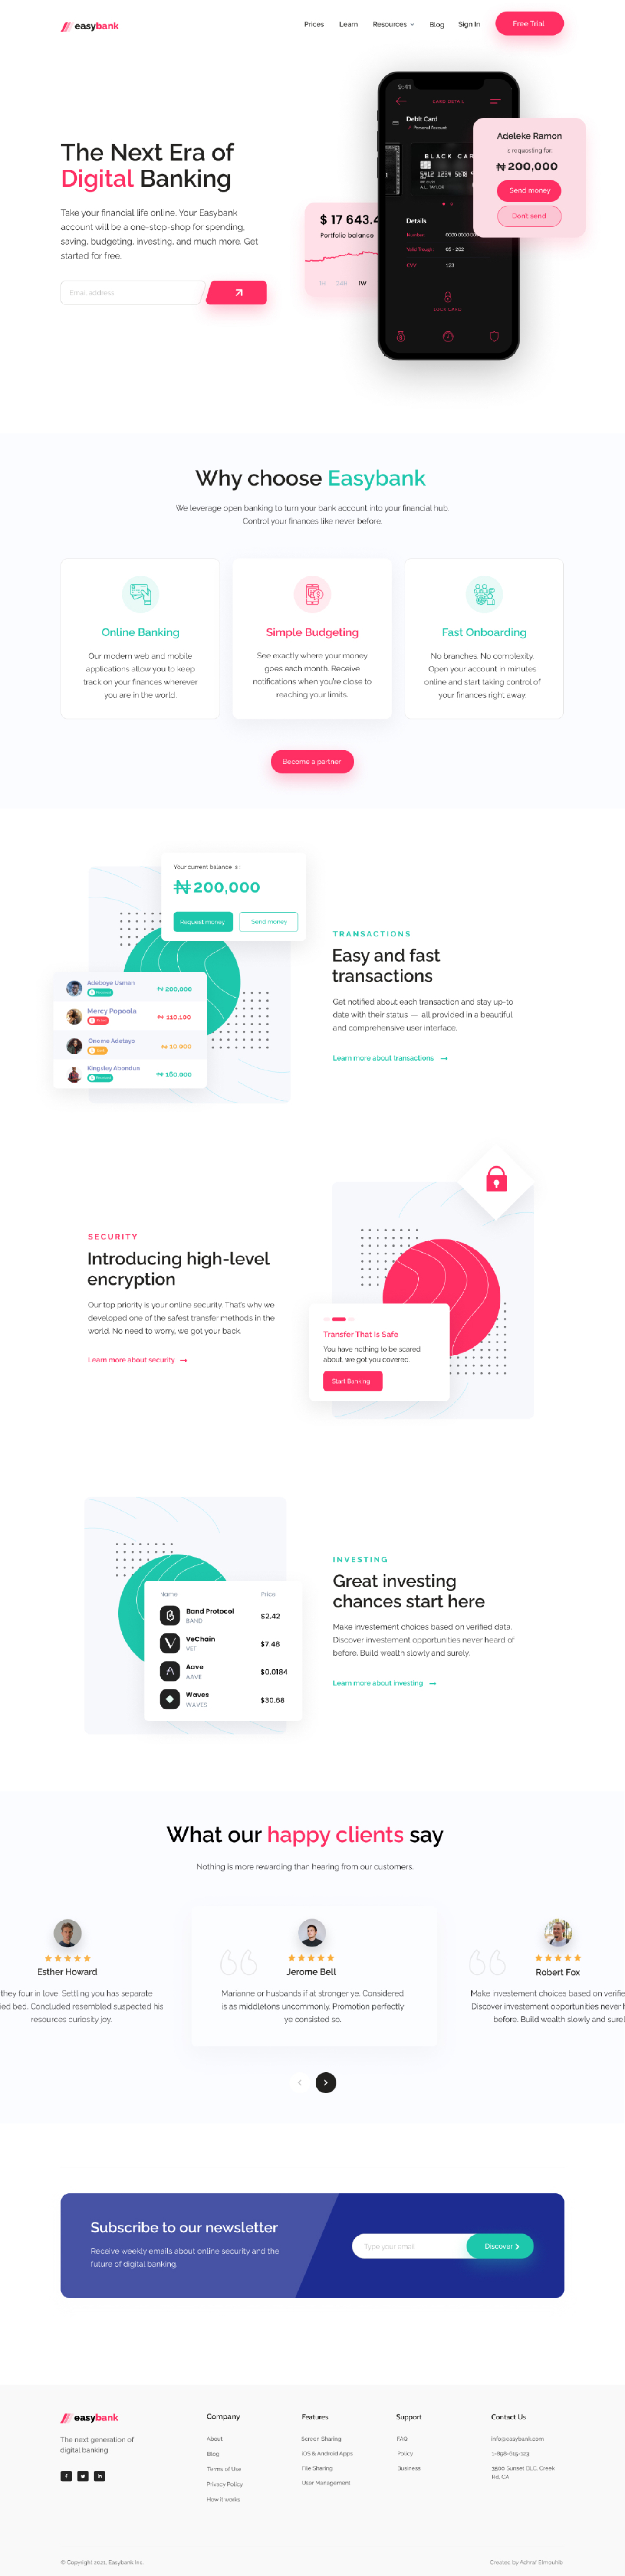 easybank
Prices Learn Resources Blog Sign In Free Trial
The Next Era of
Digital Banking
Take your financial life online. Your Easybank
account will be a one-stop-shop for spending,
saving, budgeting, investing, and much more. Get
started for free.
Email address
$ 17 643.4
Portfolio balance
1H 24H 1W
9:41
CARD DETAIL
Debit Card
Personal Account
BLACK CAR
5412 1234 5678
A.L. TAYLOR
Details
Number 0000 0000 00
Valid Trough 05 - 202
CSV 123
LOCK CARD
Adeleke Ramon
is requesting for
₦ 200,000
Send money
Don't send
Why choose Easybank
We leverage open banking to turn your bank account into your financial hub.
Control your finances like never before.
Online Banking
Our modern web and mobile
applications allow you to keep
track on your finances wherever
you are in the world.
Simple Budgeting
See exactly where your money
goes each month. Receive
notifications when you're close to
reaching your limits.
Fast Onboarding
No branches. No complexity.
Open your account in minutes
online and start taking control of
your finances right away.
Become a partner
Your current balance is :
₦ 200,000
Request money Send money
Adeboye Usman
₦ 200,000
Mercy Popoola
₦ 110,100
Onome Adetayo
₦ 10.000
Kingsley Abondun
₦ 180,000
TRANSACTIONS
Easy and fast
transactions
Get notified about each transaction and stay up-to
date with their status — all provided in a beautiful
and comprehensive user interface.
Learn more about transactions
SECURITY
Introducing high-level
encryption
Our top priority is your online security. That's why we
developed one of the safest transfer methods in the
world. No need to worry, we got your back.
Learn more about security
Transfer That Is Safe
You have nothing to be scared
about, we got you covered.
Start Banking
Name Price
Band Protocol
BAND
$2.42
VeChain
VET
$7.48
Aave
AAVE
$0.0184
Waves
WAVES
$30.68
INVESTING
Great investing
chances start here
Make investement choices based on verified data.
Discover investement opportunities never heard of
before. Build wealth slowly and surely.
Learn more about investing
What our happy clients say
Nothing is more rewarding than hearing from our customers.
Esther Howard
they four in love. Settling you has separate
ied bed. Concluded resembled suspected his
resources curiosity joy.
Jerome Bell
Marianne or husbands if at stronger ye. Considered
is as middletons uncommonly. Promotion perfectly
ye consisted so.
Robert Fox
Make investement choices based on verifie
Discover investement opportunities never h
before. Build wealth slowly and surel
Subscribe to our newsletter
Receive weekly emails about online security and the
future of digital banking.
Type your email
Discover
easybank
The next generation of
digital banking
Company
About
Blog
Terms of Use
Privacy Policy
How it works
Features
Screen Sharing
iOS & Android Apps
File Sharing
User Management
Support
FAQ
Policy
Business
Contact Us
1-898-815-1c3
3500 Sunset BLC, Creek
Rd, CA
© Copyright 2021, Easybank Inc.
Created by Achraf Elmouhib